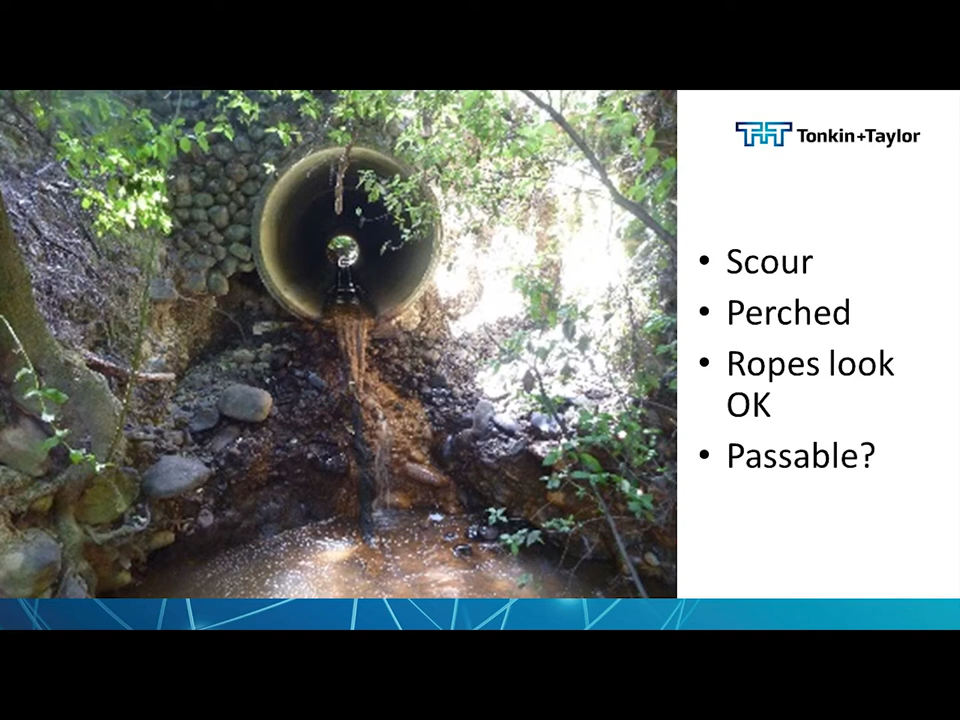 Tonkin+Taylor
• Scour
• Perched
• Ropes look
OK
• Passable?